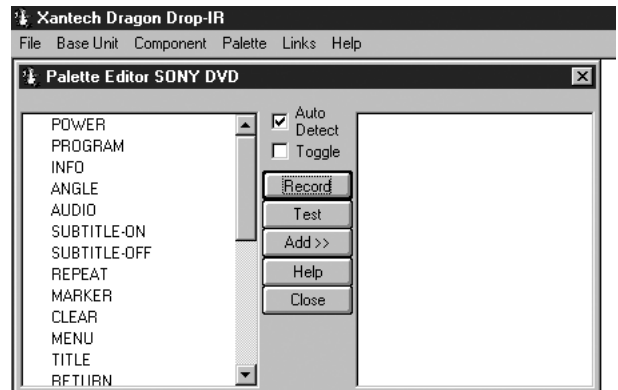 Xantech Dragon Drop-IR
File Base Unit Component Palette Links Help
Palette Editor SONY DVD
POWER
PROGRAM
INFO
ANGLE
AUDIO
SUBTITLE-ON
SUBTITLE-OFF
REPEAT
MARKER
CLEAR
MENU
TITLE
RETURN
Auto
Detect
Toggle
Record
Test
Add >>
Help
Close